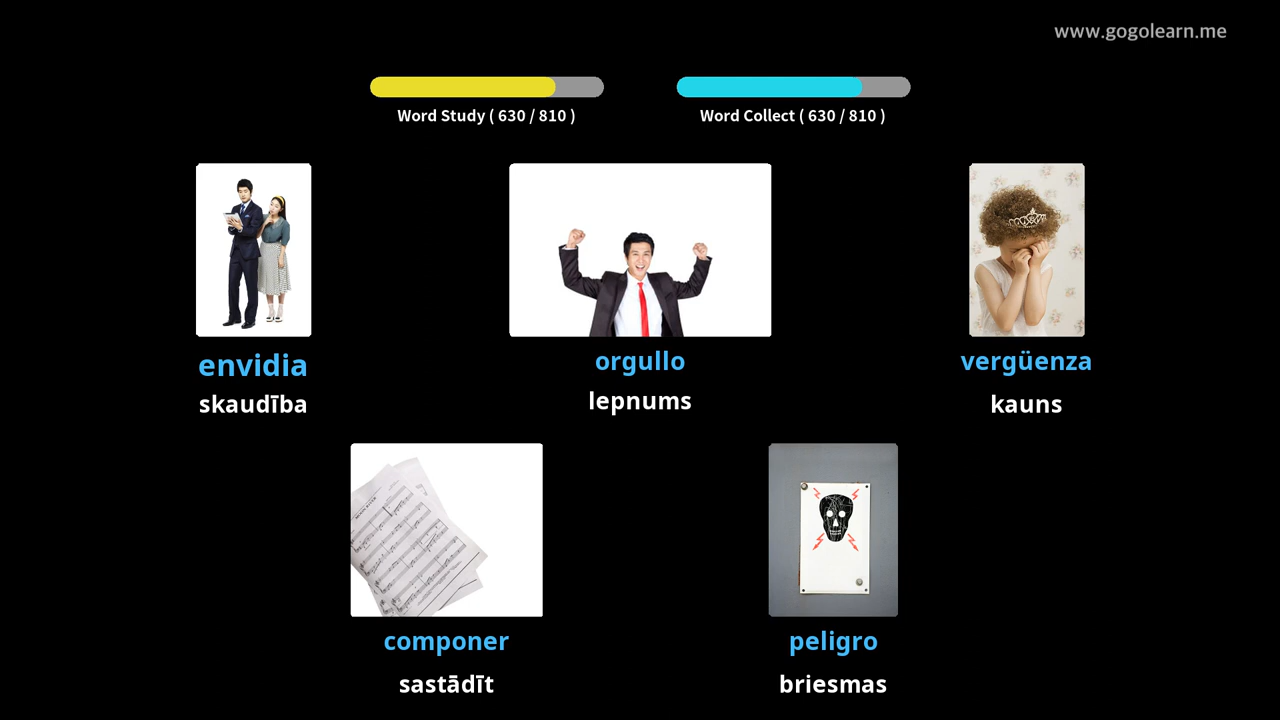 www.gogolearn.me
Word Study ( 630 / 810 )
Word Collect ( 630 / 810 )
envidia
skaudība
orgullo
lepnums
vergüenza
kauns
componer
sastādīt
peligro
briesmas